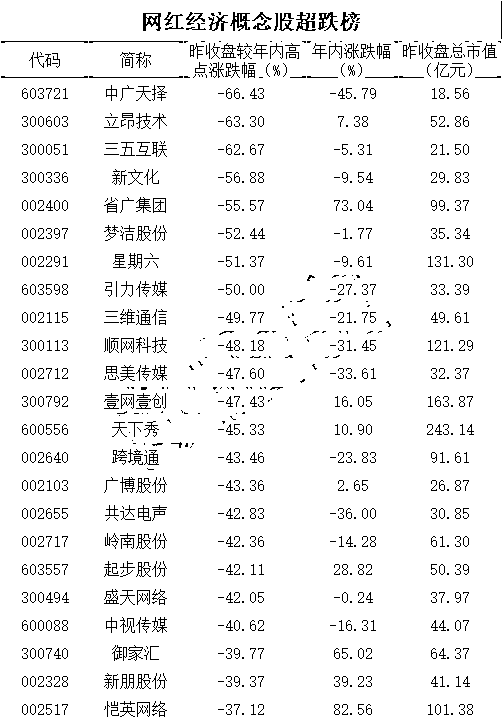 网红经济概念股超跌榜
代码 简称 昨收盘较年内高点涨跌幅（%） 年内涨跌幅（%） 昨收盘总市值（亿元）
603721 中广天择 -66.43 -45.79 18.56
300603 立昂技术 -63.30 7.38 52.86
300051 三五互联 -62.67 -5.31 21.50
300336 新文化 -56.88 -9.54 29.83
002400 省广集团 -55.57 73.04 99.37
002397 梦洁股份 -52.44 -1.77 35.34
002291 星期六 -51.37 -9.61 131.30
603598 引力传媒 -50.00 -27.37 33.39
002115 三维通信 -49.77 -21.75 49.61
300113 顺网科技 -48.18 -31.45 121.29
002712 思美传媒 -47.60 -33.61 32.37
300792 壹网壹创 -47.43 16.05 163.87
600556 天下秀 -45.33 10.90 243.14
002640 跨境通 -43.46 -23.83 91.61
002103 广博股份 -43.36 2.65 26.87
002655 共达电声 -42.83 -36.00 30.85
002717 岭南股份 -42.36 -14.28 61.30
603557 起步股份 -42.11 28.82 50.39
300494 盛天网络 -42.05 -0.24 37.97
600088 中视传媒 -40.62 -16.31 44.07
300740 御家汇 -39.77 65.02 64.37
002328 新朋股份 -39.37 39.23 41.14
002517 恺英网络 -37.12 82.56 101.38